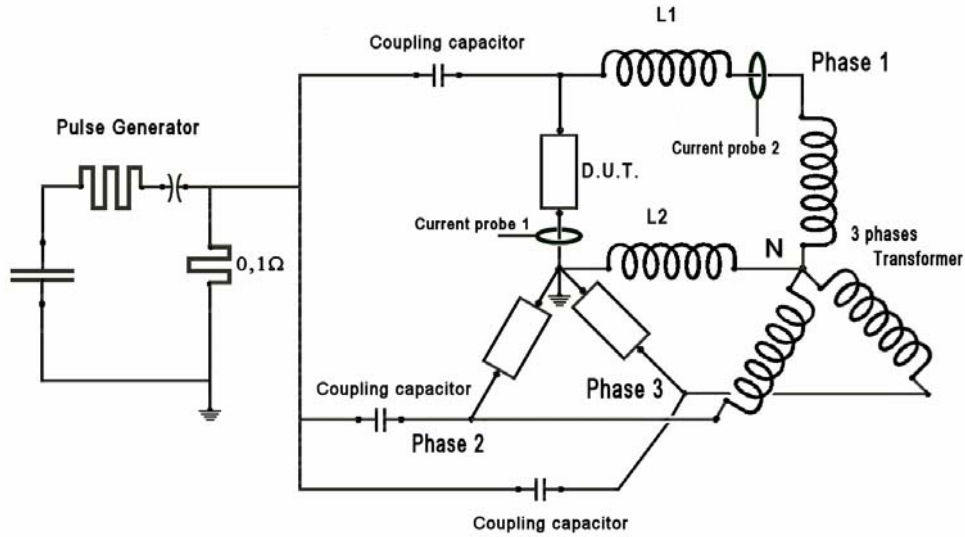 L1
Coupling capacitor
Phase 1
Pulse Generator
Current probe 2
D.U.T.
Current probe 1
L2
N
3 phases
Transformer
0,1Ω
Phase 3
Coupling capacitor
Phase 2
Coupling capacitor